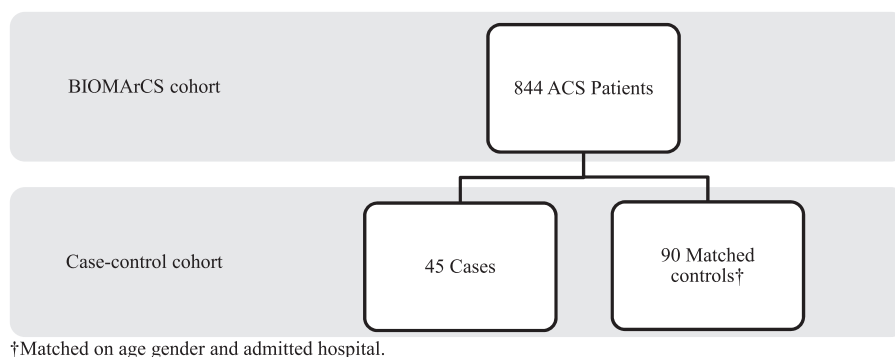 BIOMArCS cohort
844 ACS Patients
Case-control cohort
45 Cases
90 Matched
controls†
†Matched on age gender and admitted hospital.